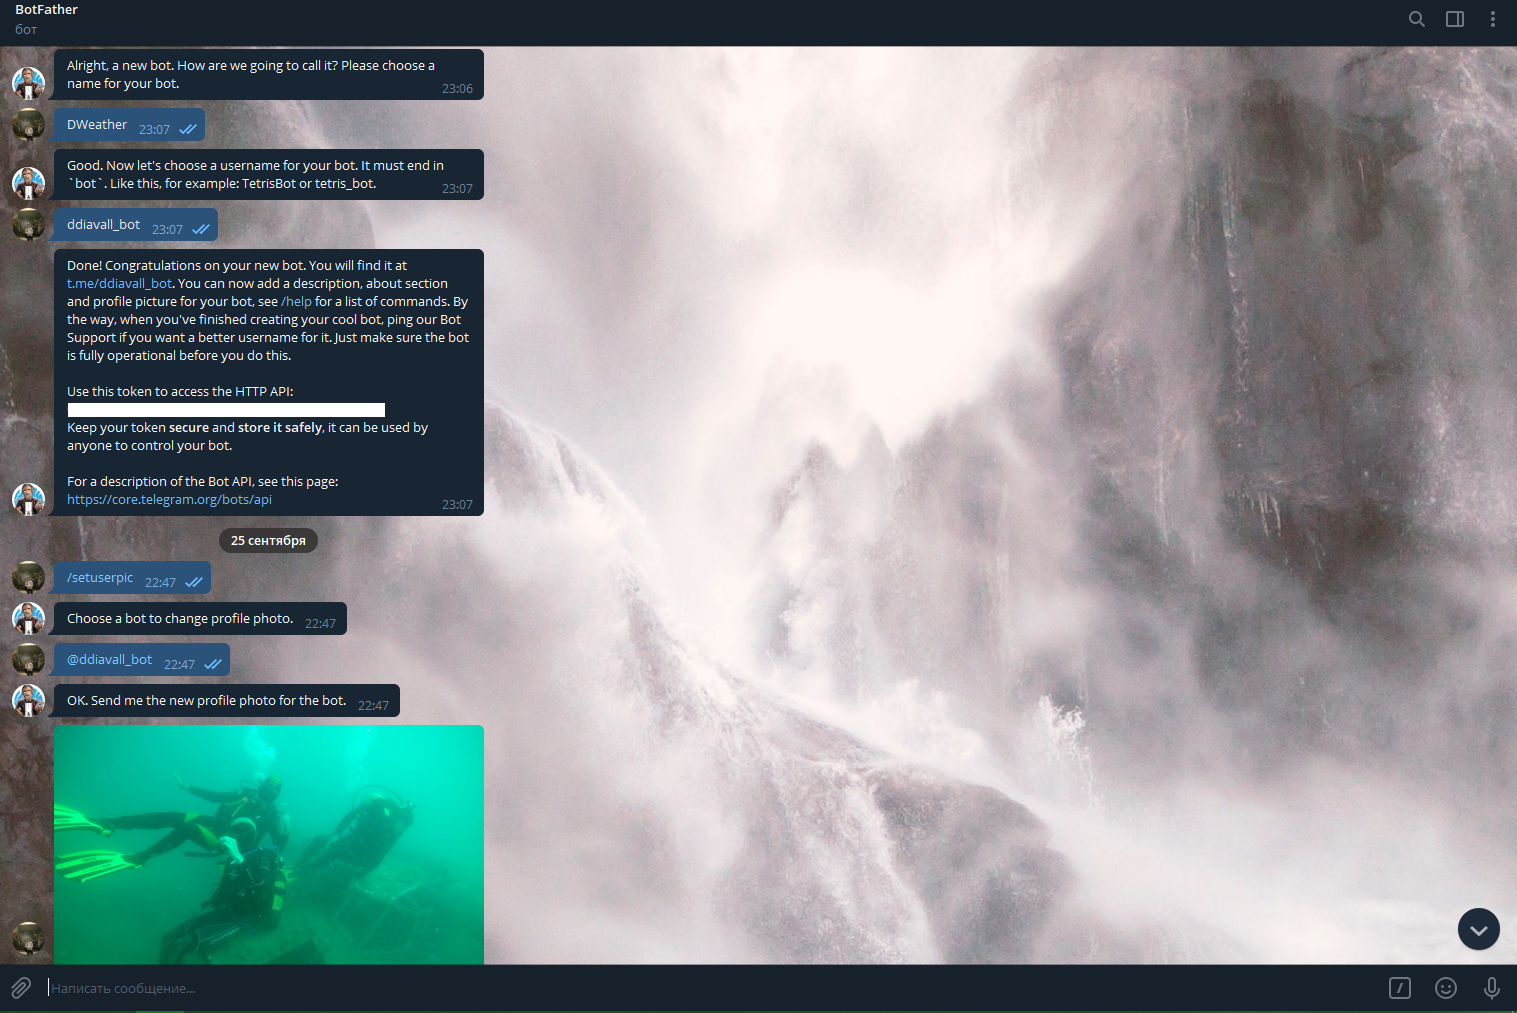 BotFather
бот
Alright, a new bot. How are we going to call it? Please choose a
name for your bot.
23:06
DWeather 23:07
Good. Now let's choose a username for your bot. It must end in
`bot`. Like this, for example: TetrisBot or tetris_bot.
23:07
ddiavall_bot 23:07
Done! Congratulations on your new bot. You will find it at
t.me/ddiavall_bot. You can now add a description, about section
and profile picture for your bot, see /help for a list of commands. By
the way, when you've finished creating your cool bot, ping our Bot
Support if you want a better username for it. Just make sure the bot
is fully operational before you do this.
Use this token to access the HTTP API:
Keep your token secure and store it safely, it can be used by
anyone to control your bot.
For a description of the Bot API, see this page:
https://core.telegram.org/bots/api
23:07
25 сентября
/setuserpic 22:47
Choose a bot to change profile photo. 22:47
@ddiavall_bot 22:47
OK. Send me the new profile photo for the bot. 22:47
Написать сообщение...